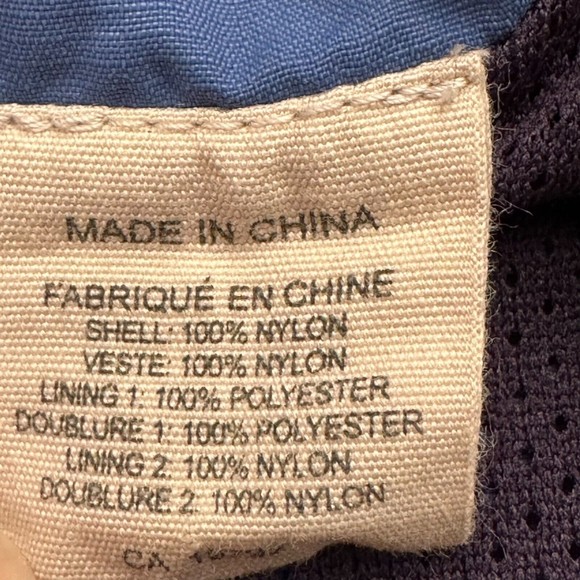 MADE IN CHINA
FABRIQUÉ EN CHINE
SHELL: 100% NYLON
VESTE: 100% NYLON
LINING 1: 100% POLYESTER
DOUBLURE 1: 100% POLYESTER
LINING 2: 100% NYLON
DOUBLURE 2: 100% NYLON
CA